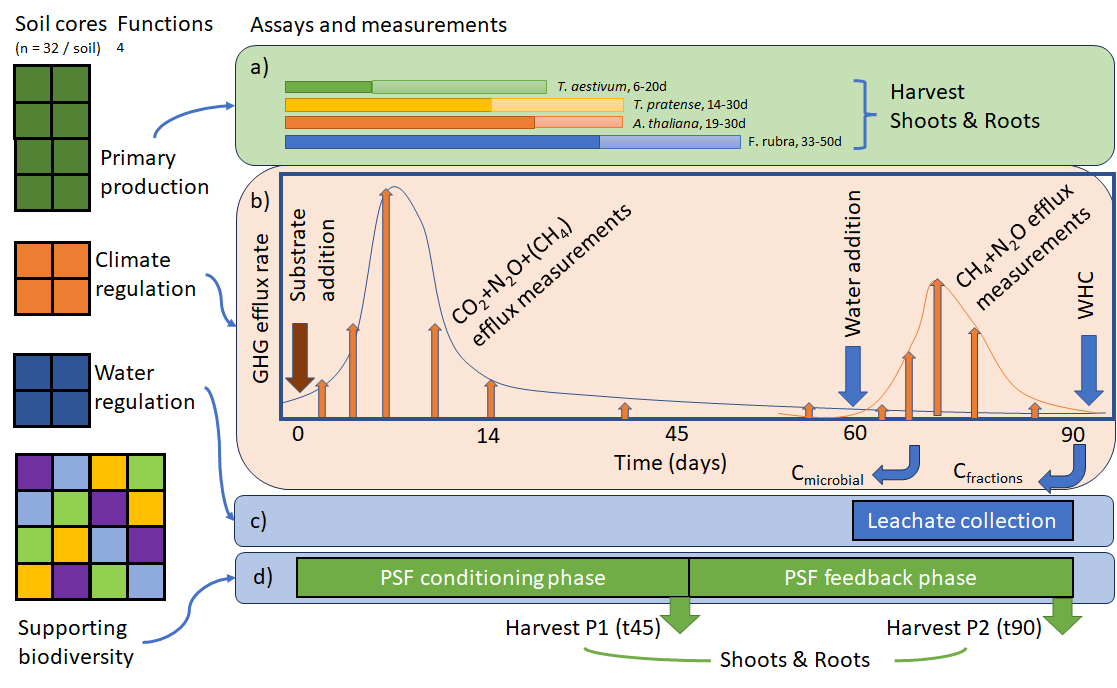 Soil cores Functions
(n = 32 / soil) 4
Assays and measurements
a)
T. aestivum, 6-20d
T. pratense, 14-30d
A. thaliana, 19-30d
F. rubra, 33-50d
Harvest
Shoots & Roots
Primary
production
b)
GHG efflux rate
Substrate
addition
CO₂+N₂O+(CH₄)
efflux measurements
Water addition
CH₄+N₂O efflux
measurements
WHC
Climate
regulation
0 14 45 60 90
Time (days)
C microbial
C fractions
Water
regulation
c)
Leachate collection
d)
PSF conditioning phase
PSF feedback phase
Harvest P1 (t45)
Harvest P2 (t90)
Shoots & Roots
Supporting
biodiversity